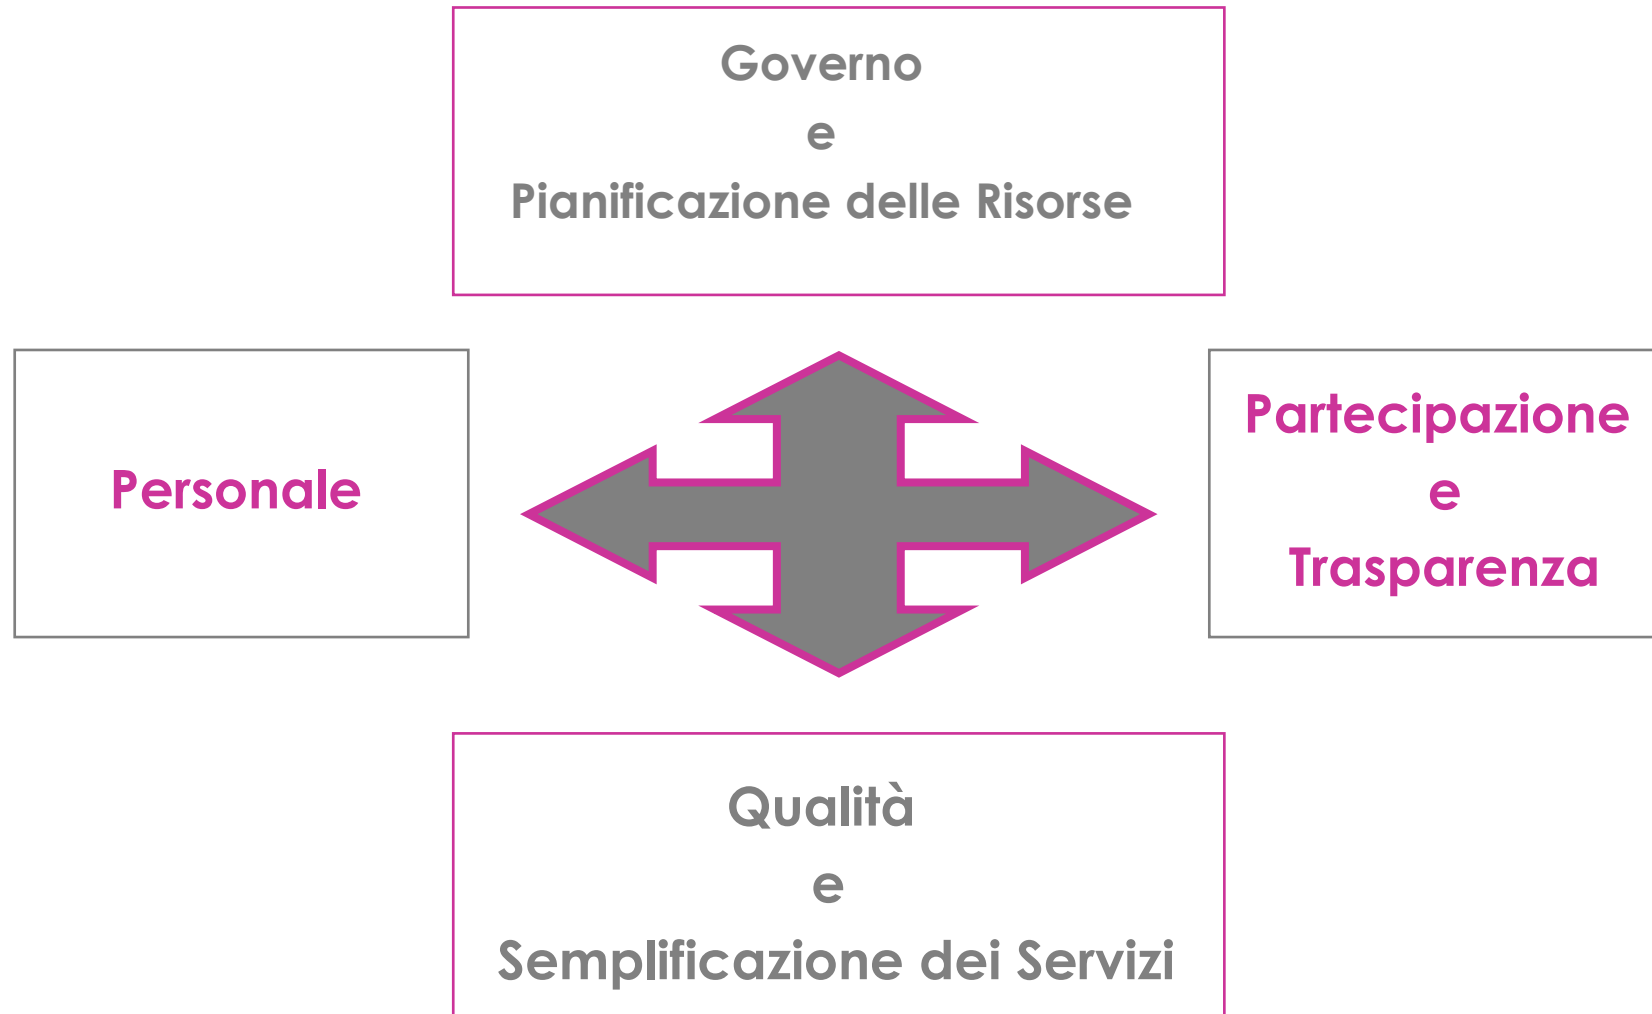 Governo
e
Pianificazione delle Risorse
Personale
Partecipazione
e
Trasparenza
Qualità
e
Semplificazione dei Servizi